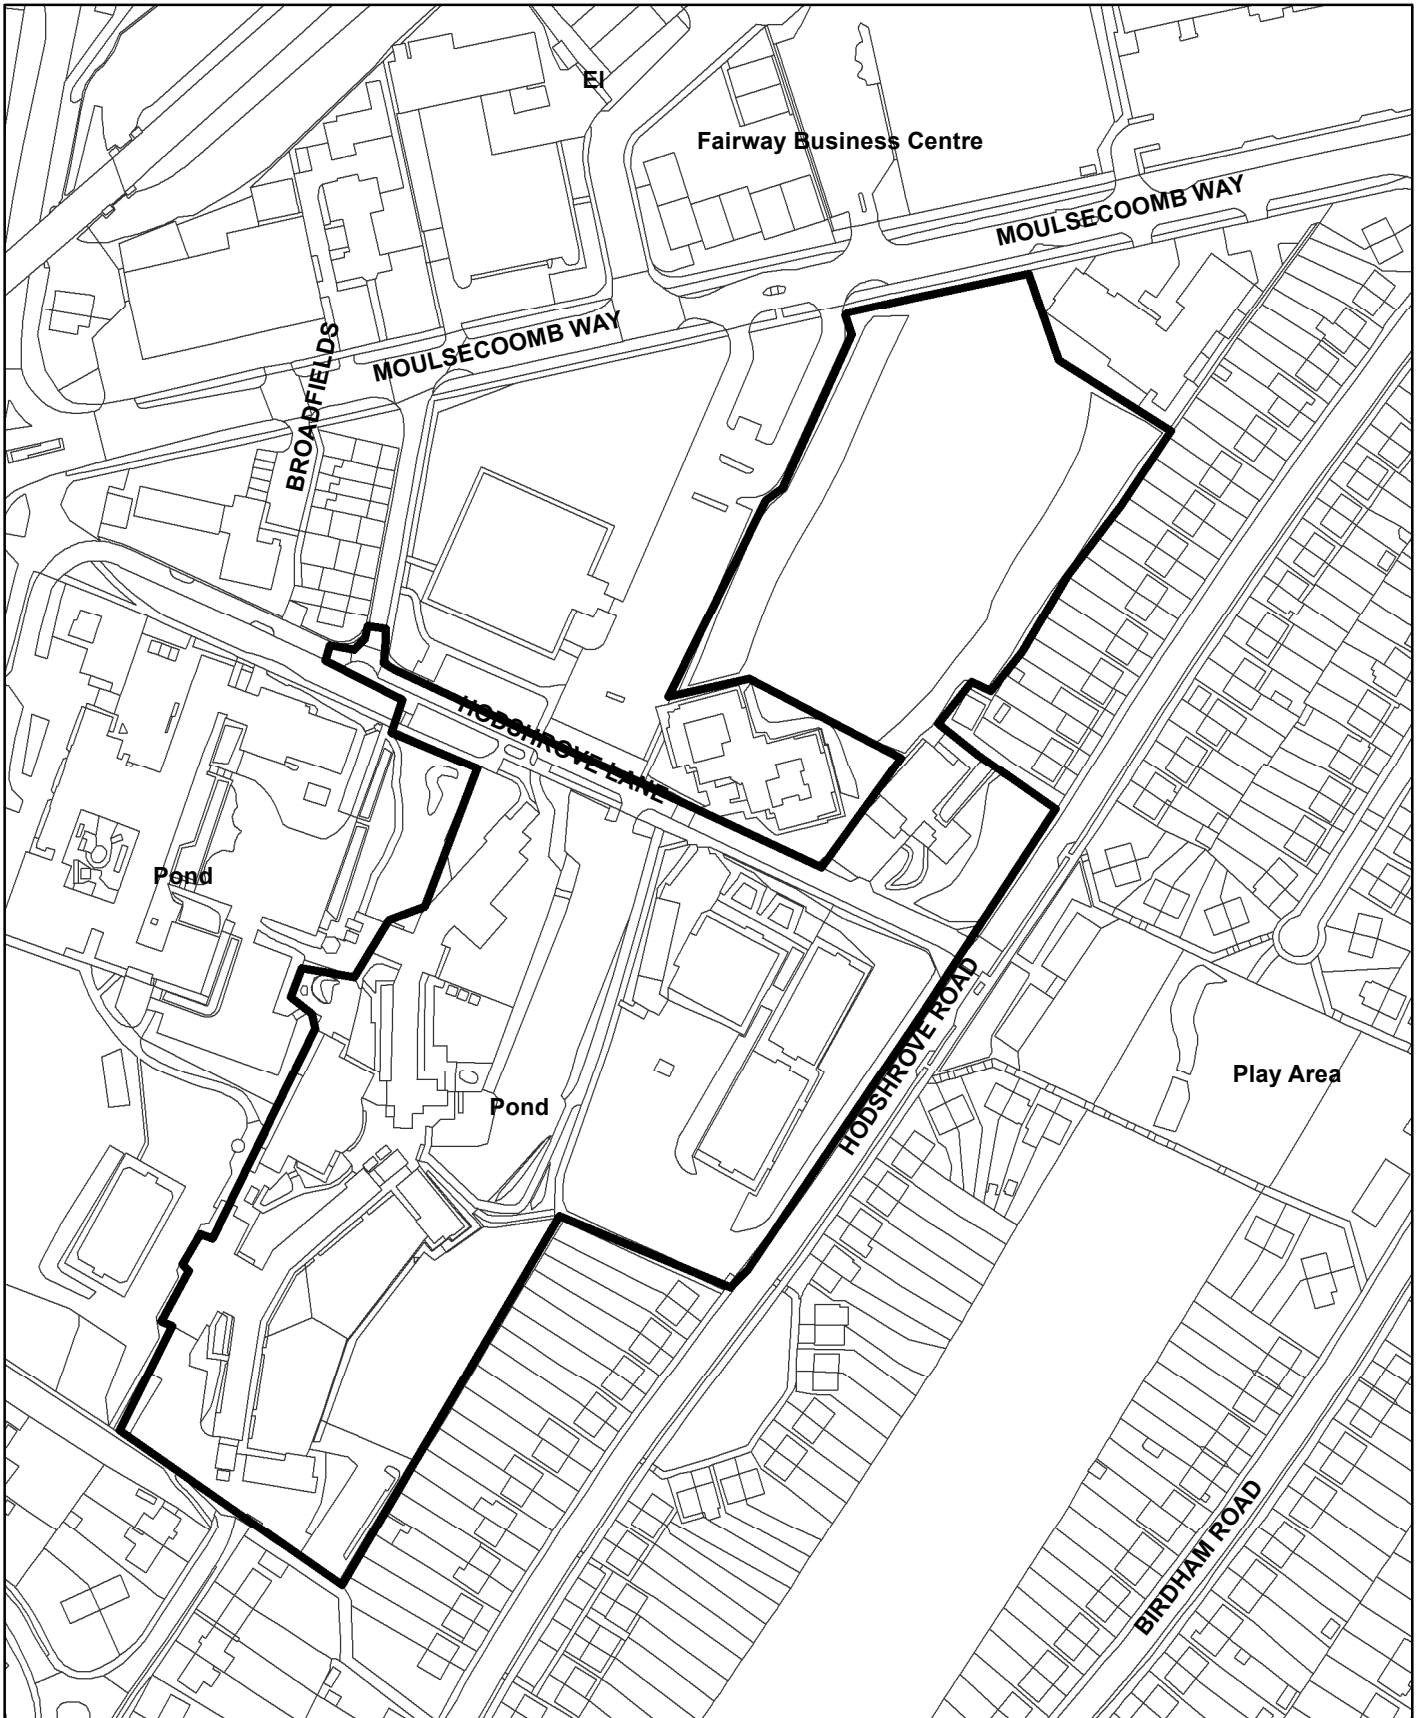 El
Fairway Business Centre
MOULSECOOMB WAY
MOULSECOOMB WAY
BROADFIELDS
HODSHROVE LANE
Pond
HODSHROVE ROAD
Play Area
Pond
BIRDHAM ROAD